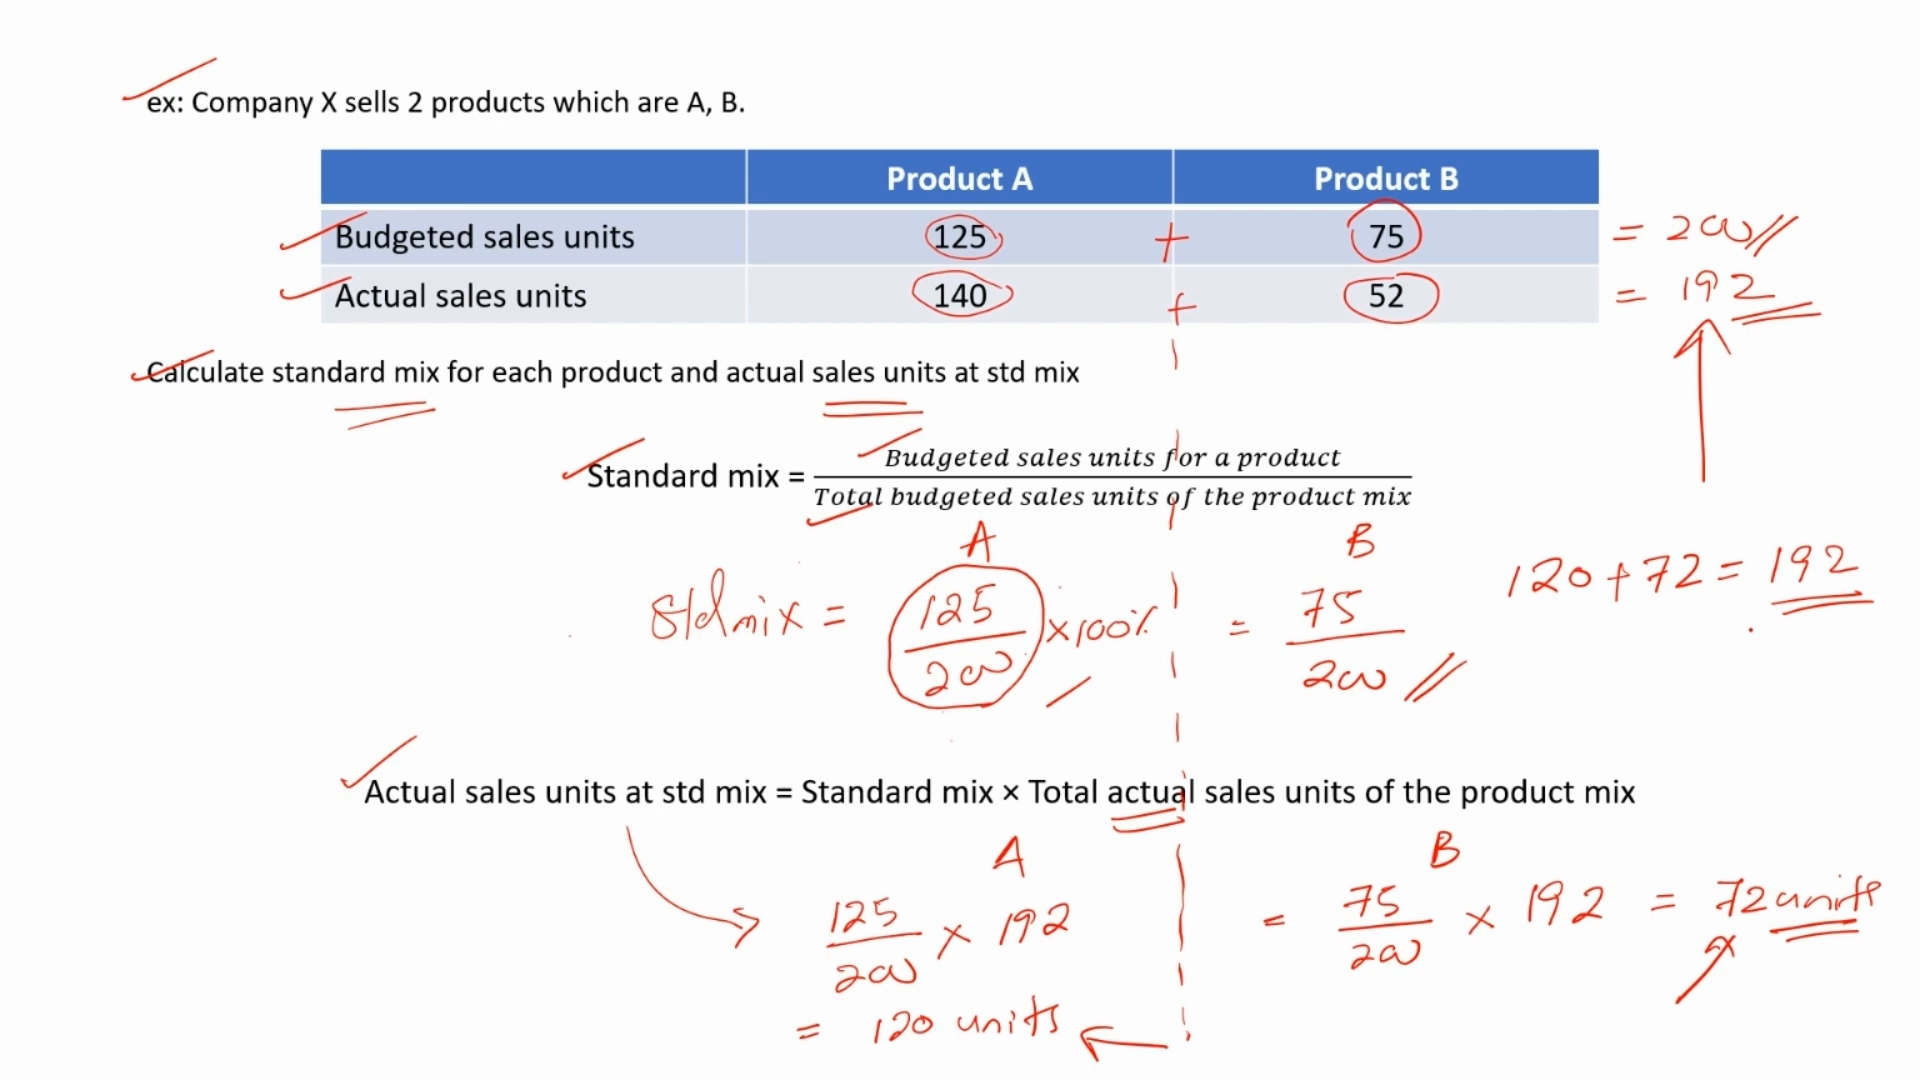 ex: Company X sells 2 products which are A, B.
Product A Product B
Budgeted sales units 125 + 75 = 200
Actual sales units 140 + 52 = 192
Calculate standard mix for each product and actual sales units at std mix
Standard mix = Budgeted sales units for a product
Total budgeted sales units of the product mix
A B
120 + 72 = 192
Std mix = 125/200 × 100% = 75/200
Actual sales units at std mix = Standard mix × Total actual sales units of the product mix
A B
125/200 × 192 = 75/200 × 192 = 72 units
= 120 units